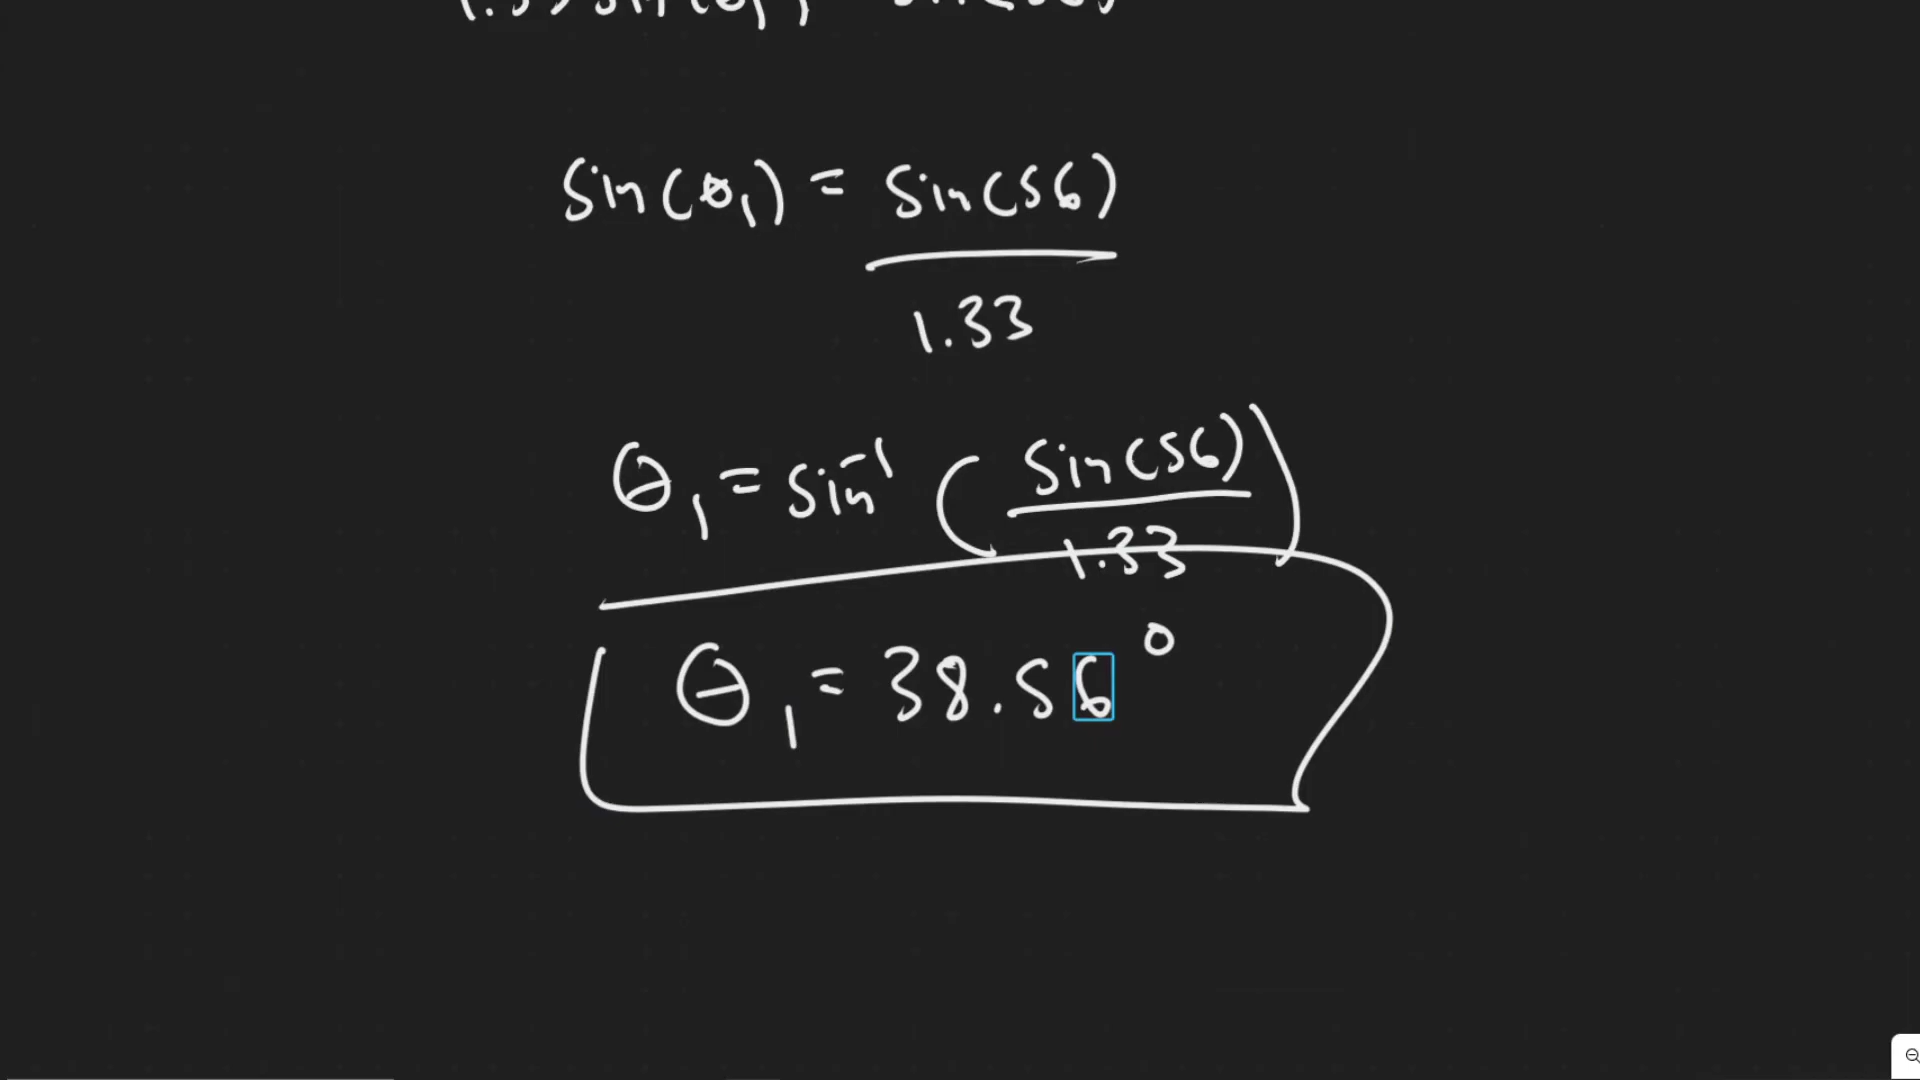 sin(θ₁) = sin(56)
1.33
θ₁ = sin⁻¹ (sin(56)
1.33)
θ₁ = 38.56°